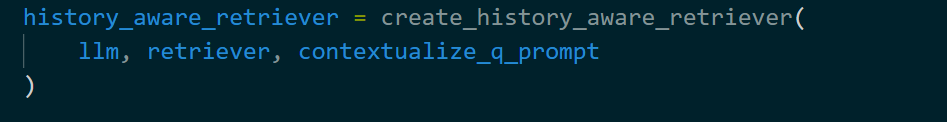 history_aware_retriever = create_history_aware_retriever(
    llm, retriever, contextualize_q_prompt
)